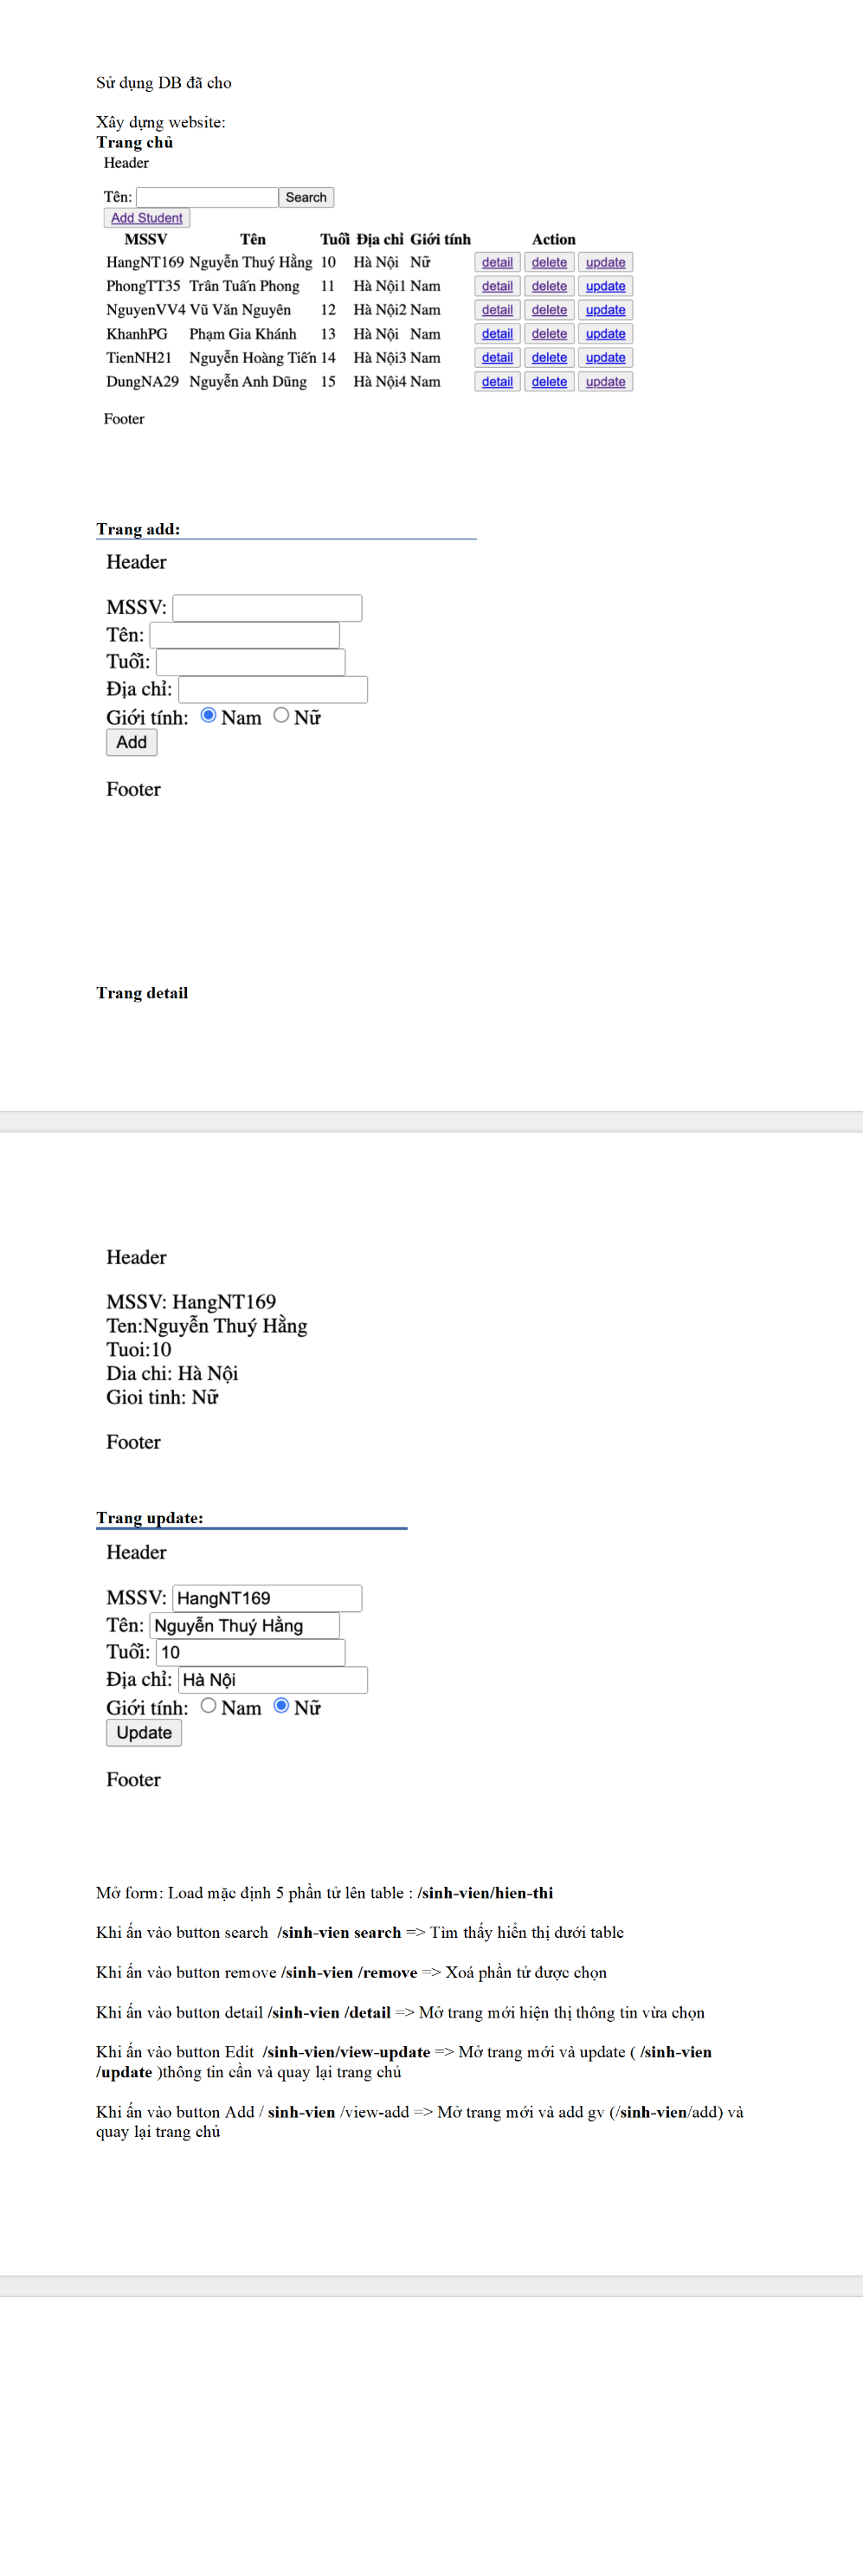 Sử dụng DB đã cho
Xây dựng website:
Trang chủ
Header
Tên: Search
Add Student
MSSV Tên Tuổi Địa chỉ Giới tính Action
HangNT169 Nguyễn Thuý Hằng 10 Hà Nội Nữ detail delete update
PhongTT35 Trần Tuấn Phong 11 Hà Nội1 Nam detail delete update
NguyenVV4 Vũ Văn Nguyên 12 Hà Nội2 Nam detail delete update
KhanhPG Phạm Gia Khánh 13 Hà Nội Nam detail delete update
TienNH21 Nguyễn Hoàng Tiến 14 Hà Nội3 Nam detail delete update
DungNA29 Nguyễn Anh Dũng 15 Hà Nội4 Nam detail delete update
Footer
Trang add:
Header
MSSV:
Tên:
Tuổi:
Địa chỉ:
Giới tính: Nam Nữ
Add
Footer
Trang detail
Header
MSSV: HangNT169
Ten:Nguyễn Thuý Hằng
Tuoi:10
Dia chi: Hà Nội
Gioi tinh: Nữ
Footer
Trang update:
Header
MSSV: HangNT169
Tên: Nguyễn Thuý Hằng
Tuổi: 10
Địa chỉ: Hà Nội
Giới tính: Nam Nữ
Update
Footer
Mở form: Load mặc định 5 phần tử lên table : /sinh-vien/hien-thi
Khi ấn vào button search /sinh-vien search => Tìm thấy hiển thị dưới table
Khi ấn vào button remove /sinh-vien /remove => Xoá phần tử được chọn
Khi ấn vào button detail /sinh-vien /detail => Mở trang mới hiện thị thông tin vừa chọn
Khi ấn vào button Edit /sinh-vien/view-update => Mở trang mới và update ( /sinh-vien
/update )thông tin cần và quay lại trang chủ
Khi ấn vào button Add / sinh-vien /view-add => Mở trang mới và add gv (/sinh-vien/add) và
quay lại trang chủ